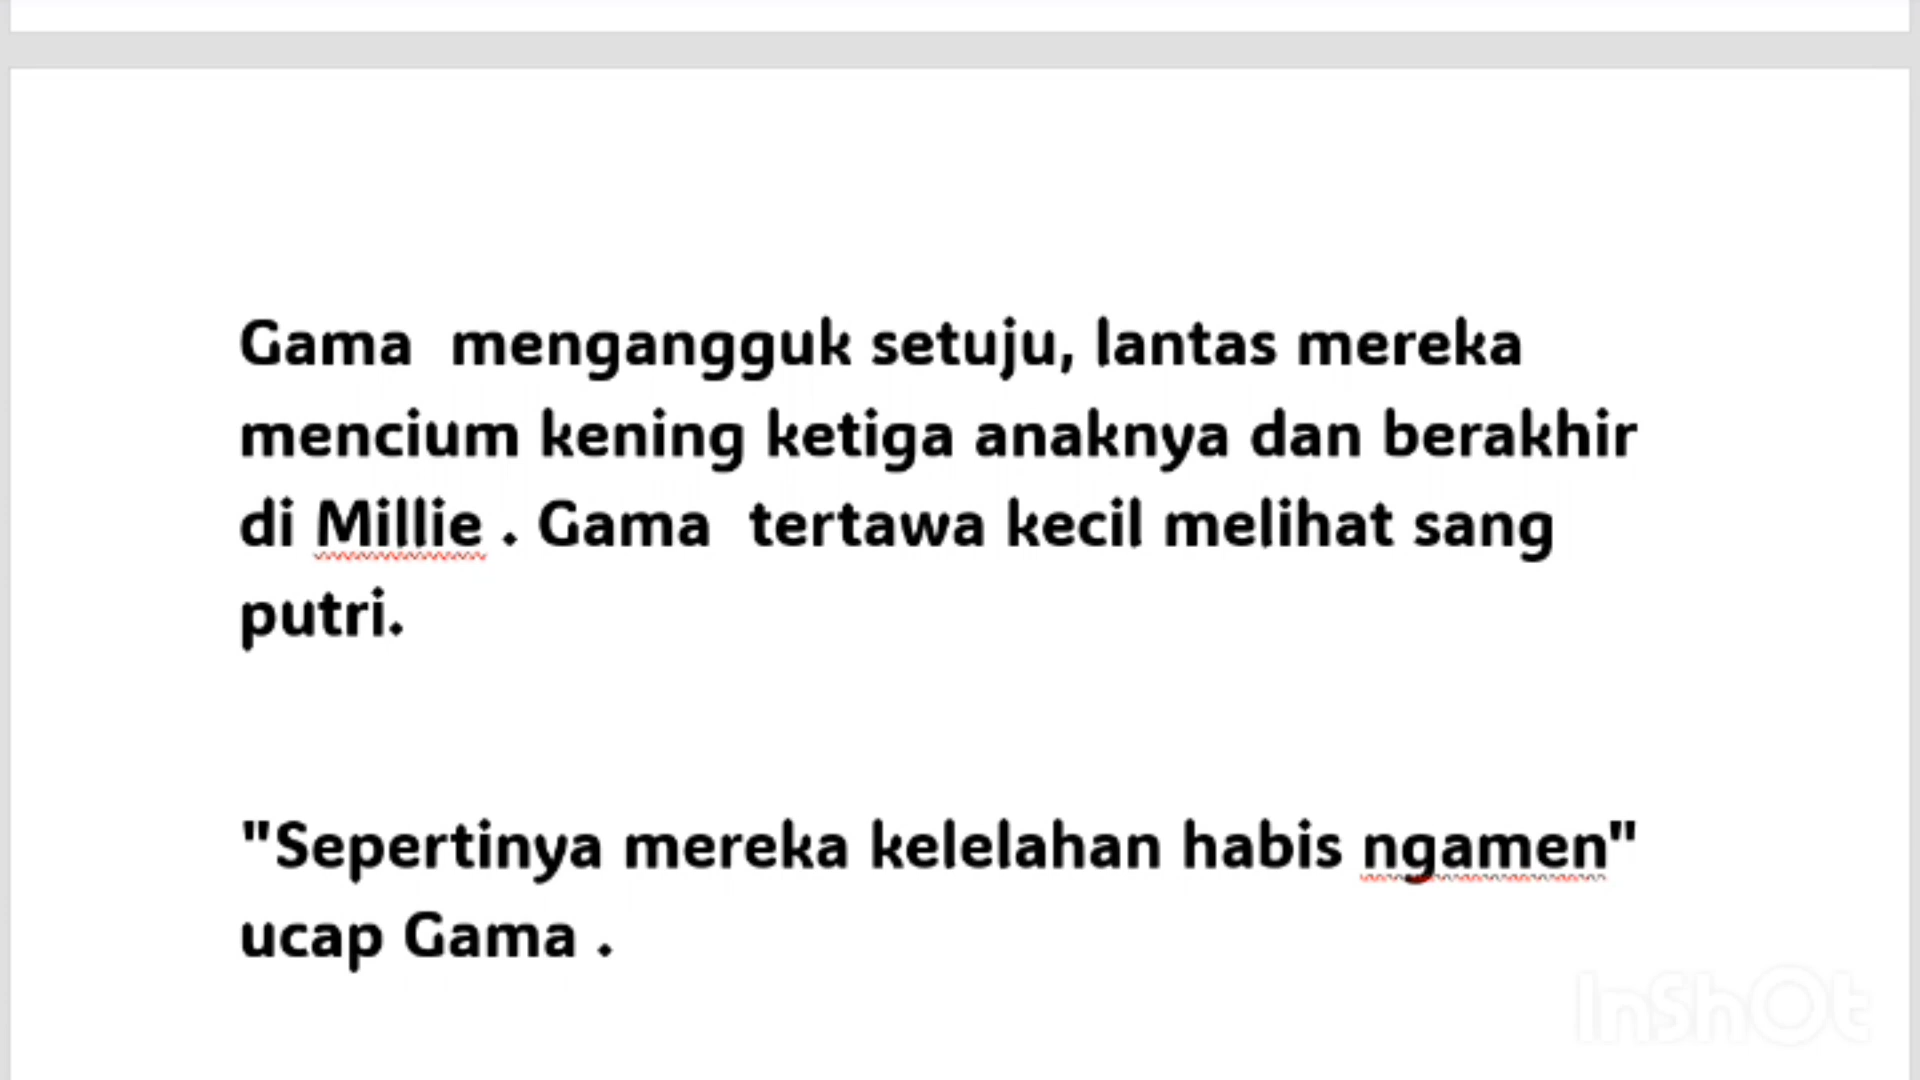 Gama  mengangguk setuju, lantas mereka
mencium kening ketiga anaknya dan berakhir
di Millie . Gama  tertawa kecil melihat sang
putri.
"Sepertinya mereka kelelahan habis ngamen"
ucap Gama .
InShOt